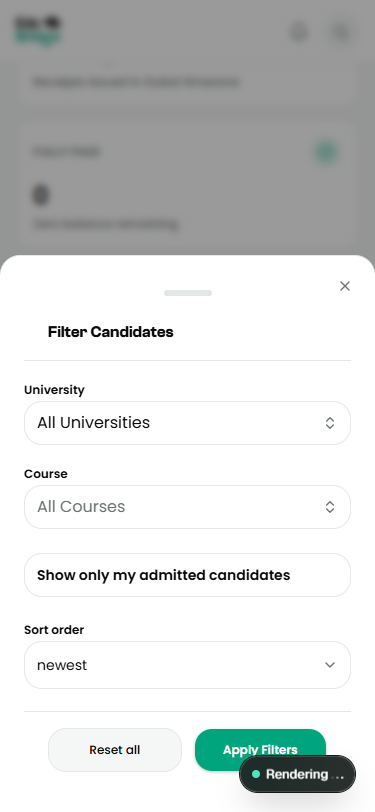 Filter Candidates
University
All Universities
Course
All Courses
Show only my admitted candidates
Sort order
newest
Reset all
Apply Filters
Rendering ...